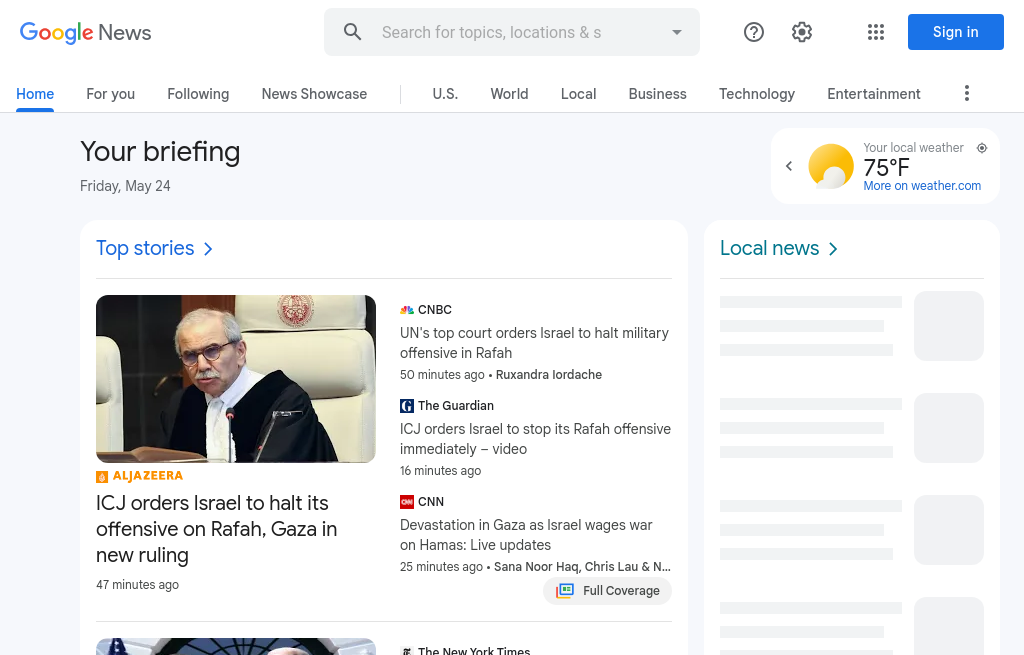 Google News
Search for topics, locations & s
Sign in
Home
For you
Following
News Showcase
U.S.
World
Local
Business
Technology
Entertainment
Your briefing
Friday, May 24
Your local weather
75°F
More on weather.com
Top stories
ALJAZEERA
ICJ orders Israel to halt its
offensive on Rafah, Gaza in
new ruling
47 minutes ago
CNBC
UN's top court orders Israel to halt military
offensive in Rafah
50 minutes ago • Ruxandra Iordache
The Guardian
ICJ orders Israel to stop its Rafah offensive
immediately – video
16 minutes ago
CNN
Devastation in Gaza as Israel wages war
on Hamas: Live updates
25 minutes ago • Sana Noor Haq, Chris Lau & N...
Full Coverage
The New York Times
Local news